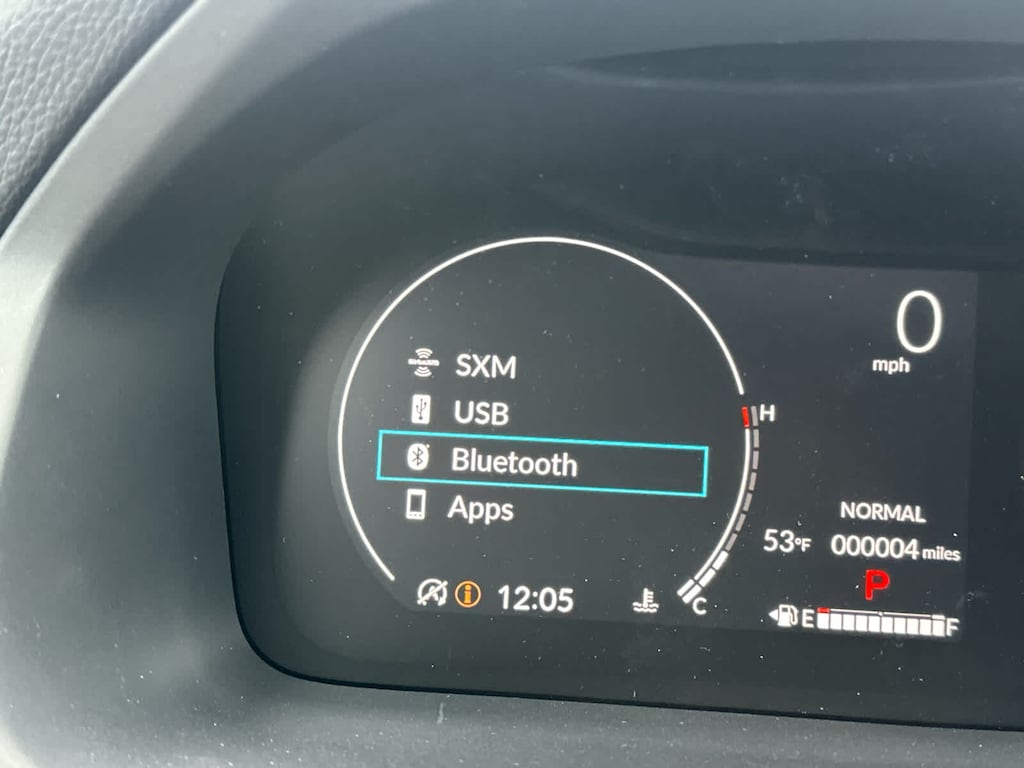 SXM
USB
Bluetooth
Apps
12:05
H
C
0
mph
NORMAL
53°F 000004 miles
P
E F